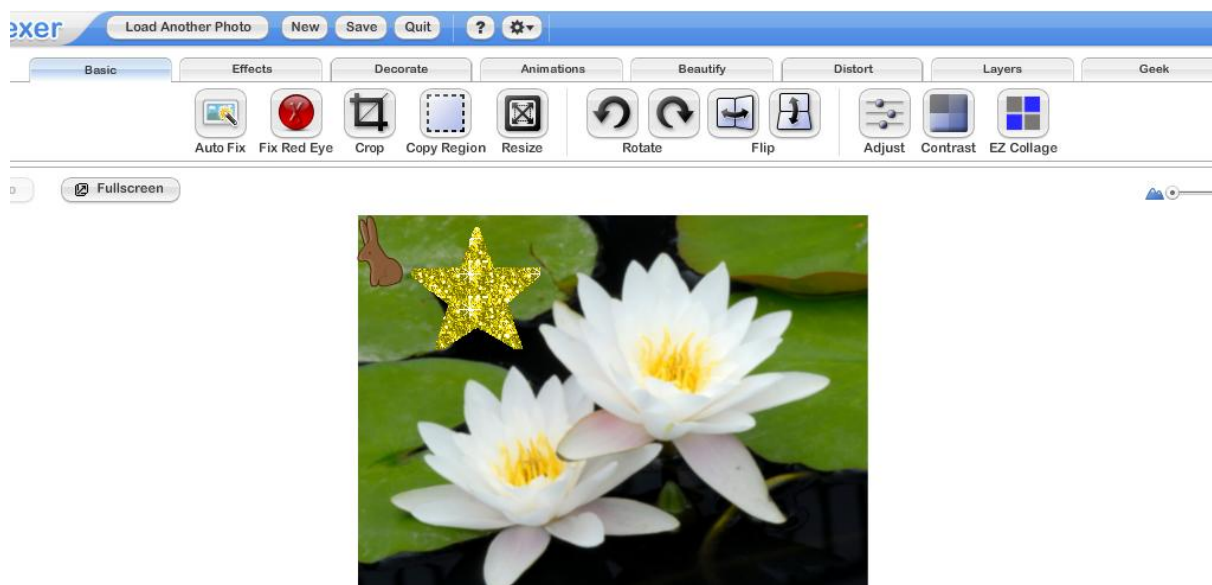 exer Load Another Photo New Save Quit ?
Basic Effects Decorate Animations Beautify Distort Layers Geek
Auto Fix Fix Red Eye Crop Copy Region Resize Rotate Flip Adjust Contrast EZ Collage
Fullscreen